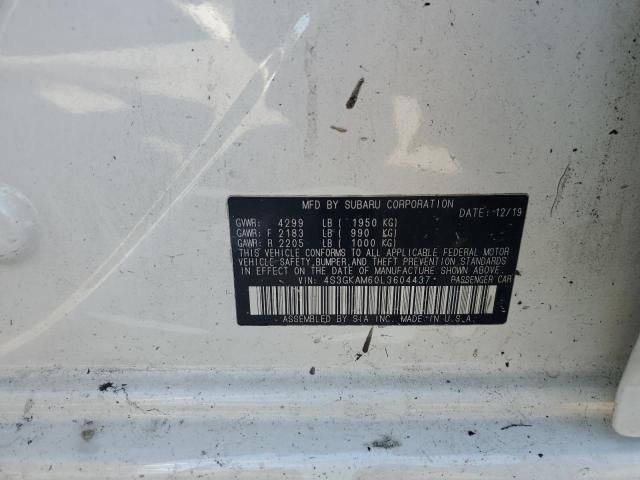 MFD BY SUBARU CORPORATION
DATE: 12/19
GVWR: 4299 LB ( 1950 KG)
GAWR: F 2183 LB ( 990 KG)
GAWR: R 2205 LB ( 1000 KG)
THIS VEHICLE CONFORMS TO ALL APPLICABLE FEDERAL MOTOR
VEHICLE SAFETY, BUMPER, AND THEFT PREVENTION STANDARDS
IN EFFECT ON THE DATE OF MANUFACTURE SHOWN ABOVE.
VIN: 4S3GKAM60L3604437 PASSENGER CAR
ASSEMBLED BY SIA INC. MADE IN U.S.A.